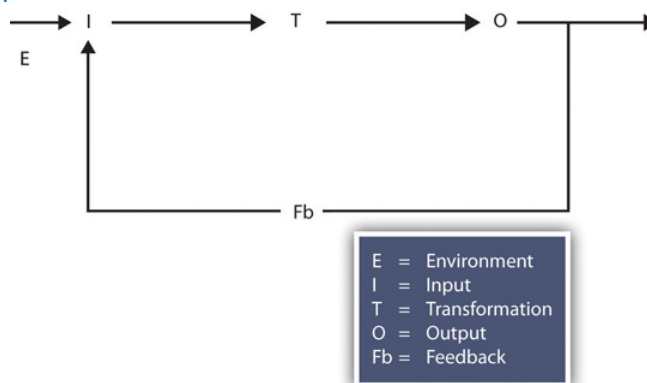 I T O
E
Fb
E = Environment
I = Input
T = Transformation
O = Output
Fb = Feedback